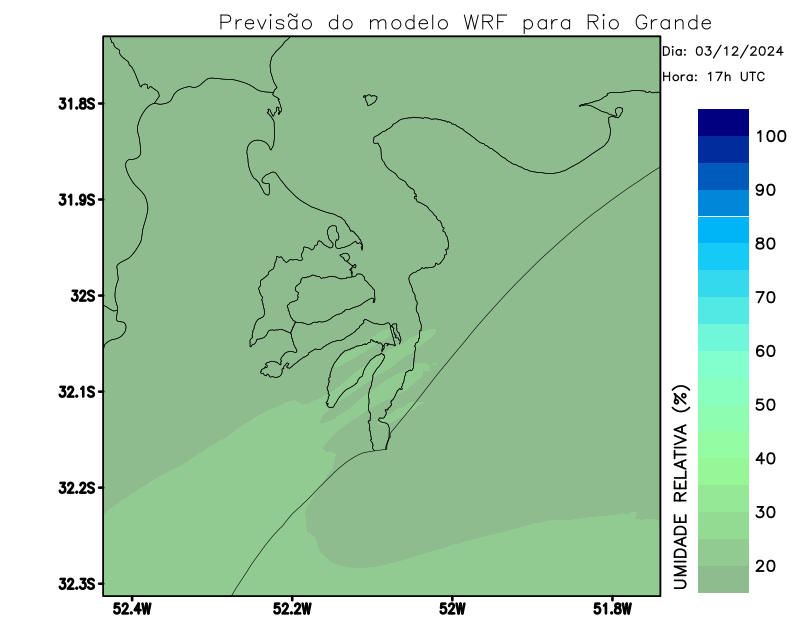 Previsão do modelo WRF para Rio Grande
Dia: 03/12/2024
Hora: 17h UTC
31.8S
31.9S
32S
32.1S
32.2S
32.3S
52.4W
52.2W
52W
51.8W
UMIDADE RELATIVA (%)
100
90
80
70
60
50
40
30
20